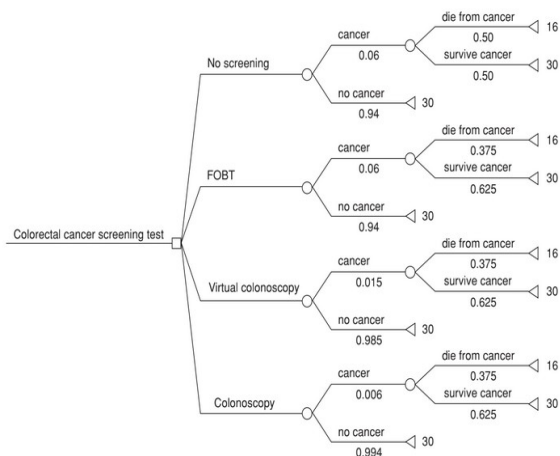 die from cancer
16
cancer
0.50
survive cancer
No screening
0.06
30
0.50
no cancer
30
0.94
die from cancer
16
cancer
0.375
survive cancer
FOBT
0.06
30
0.625
no cancer
30
0.94
Colorectal cancer screening test
die from cancer
16
cancer
0.375
survive cancer
Virtual colonoscopy
0.015
30
0.625
no cancer
30
0.985
die from cancer
16
cancer
0.375
survive cancer
Colonoscopy
0.006
30
0.625
no cancer
30
0.994